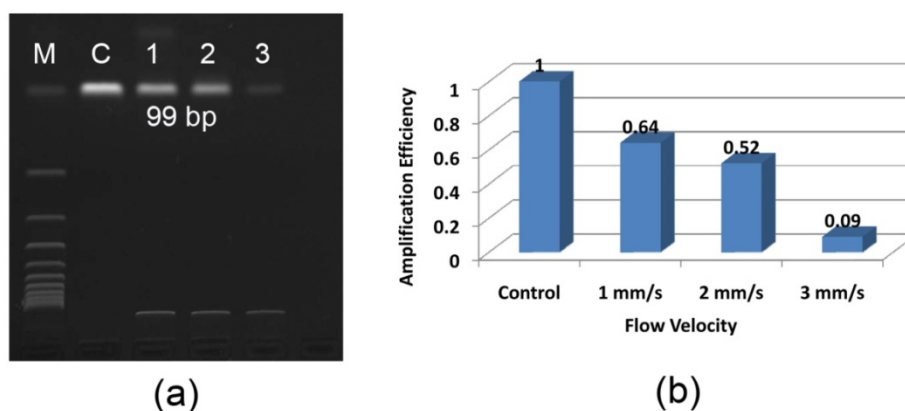 M C 1 2 3
99 bp
(a)
Amplification Efficiency
1
0.8
0.6
0.4
0.2
0
1
0.64
0.52
0.09
Control 1 mm/s 2 mm/s 3 mm/s
Flow Velocity
(b)